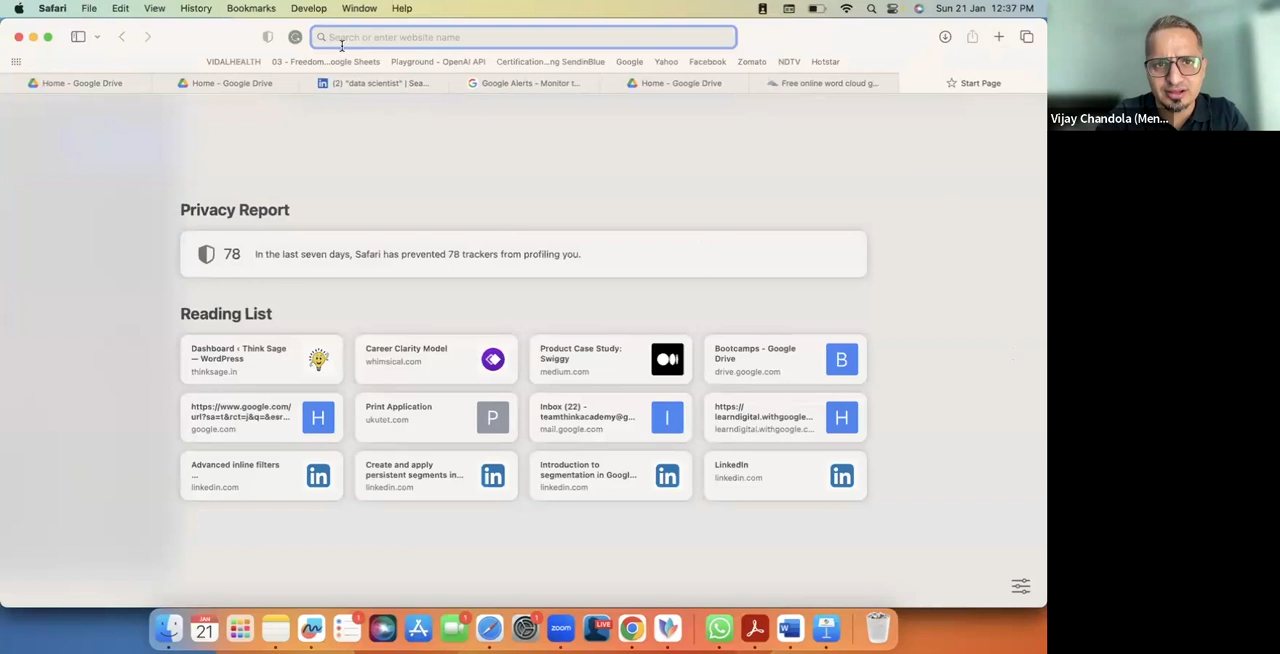 Safari File Edit View History Bookmarks Develop Window Help Sun 21 Jan 12:37 PM
Search or enter website name
VIDALHEALTH 03 - Freedom...oogle Sheets Playground - OpenAI API Certification...ng SendinBlue Google Yahoo Facebook Zomato NDTV Hotstar
Home - Google Drive Home - Google Drive (2) "data scientist" | Sea... Google Alerts - Monitor t... Home - Google Drive Free online word cloud g... Start Page
Vijay Chandola (Men...
Privacy Report
78 In the last seven days, Safari has prevented 78 trackers from profiling you.
Reading List
Dashboard ‹ Think Sage
— WordPress
thinksage.in
Career Clarity Model
whimsical.com
Product Case Study:
Swiggy
medium.com
Bootcamps - Google
Drive
drive.google.com
B
https://www.google.com/
url?sa=t&rct=j&q=&esr...
google.com
H
Print Application
ukutet.com
P
Inbox (22) -
teamthinkacademy@g...
mail.google.com
I
https://
learndigital.withgoogle...
learndigital.withgoogle.c...
H
Advanced inline filters
...
linkedin.com
in
Create and apply
persistent segments in...
linkedin.com
in
Introduction to
segmentation in Googl...
linkedin.com
in
LinkedIn
linkedin.com
in
JAN
21
1
1
1
zoom
LIVE
W